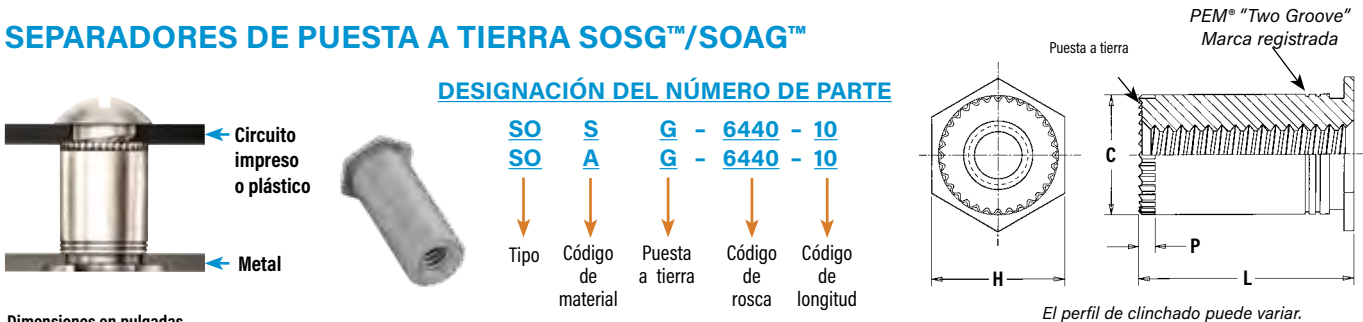 SEPARADORES DE PUESTA A TIERRA SOSG™/SOAG™
Circuito
impreso
o plástico
Metal
DESIGNACIÓN DEL NÚMERO DE PARTE
SO S G - 6440 - 10
SO A G - 6440 - 10
Tipo
Código
de
material
Puesta
a tierra
Código
de
rosca
Código
de
longitud
PEM® "Two Groove"
Marca registrada
Puesta a tierra
C
P
H
L
El perfil de clinchado puede variar.
Dimensiones en pulgadas